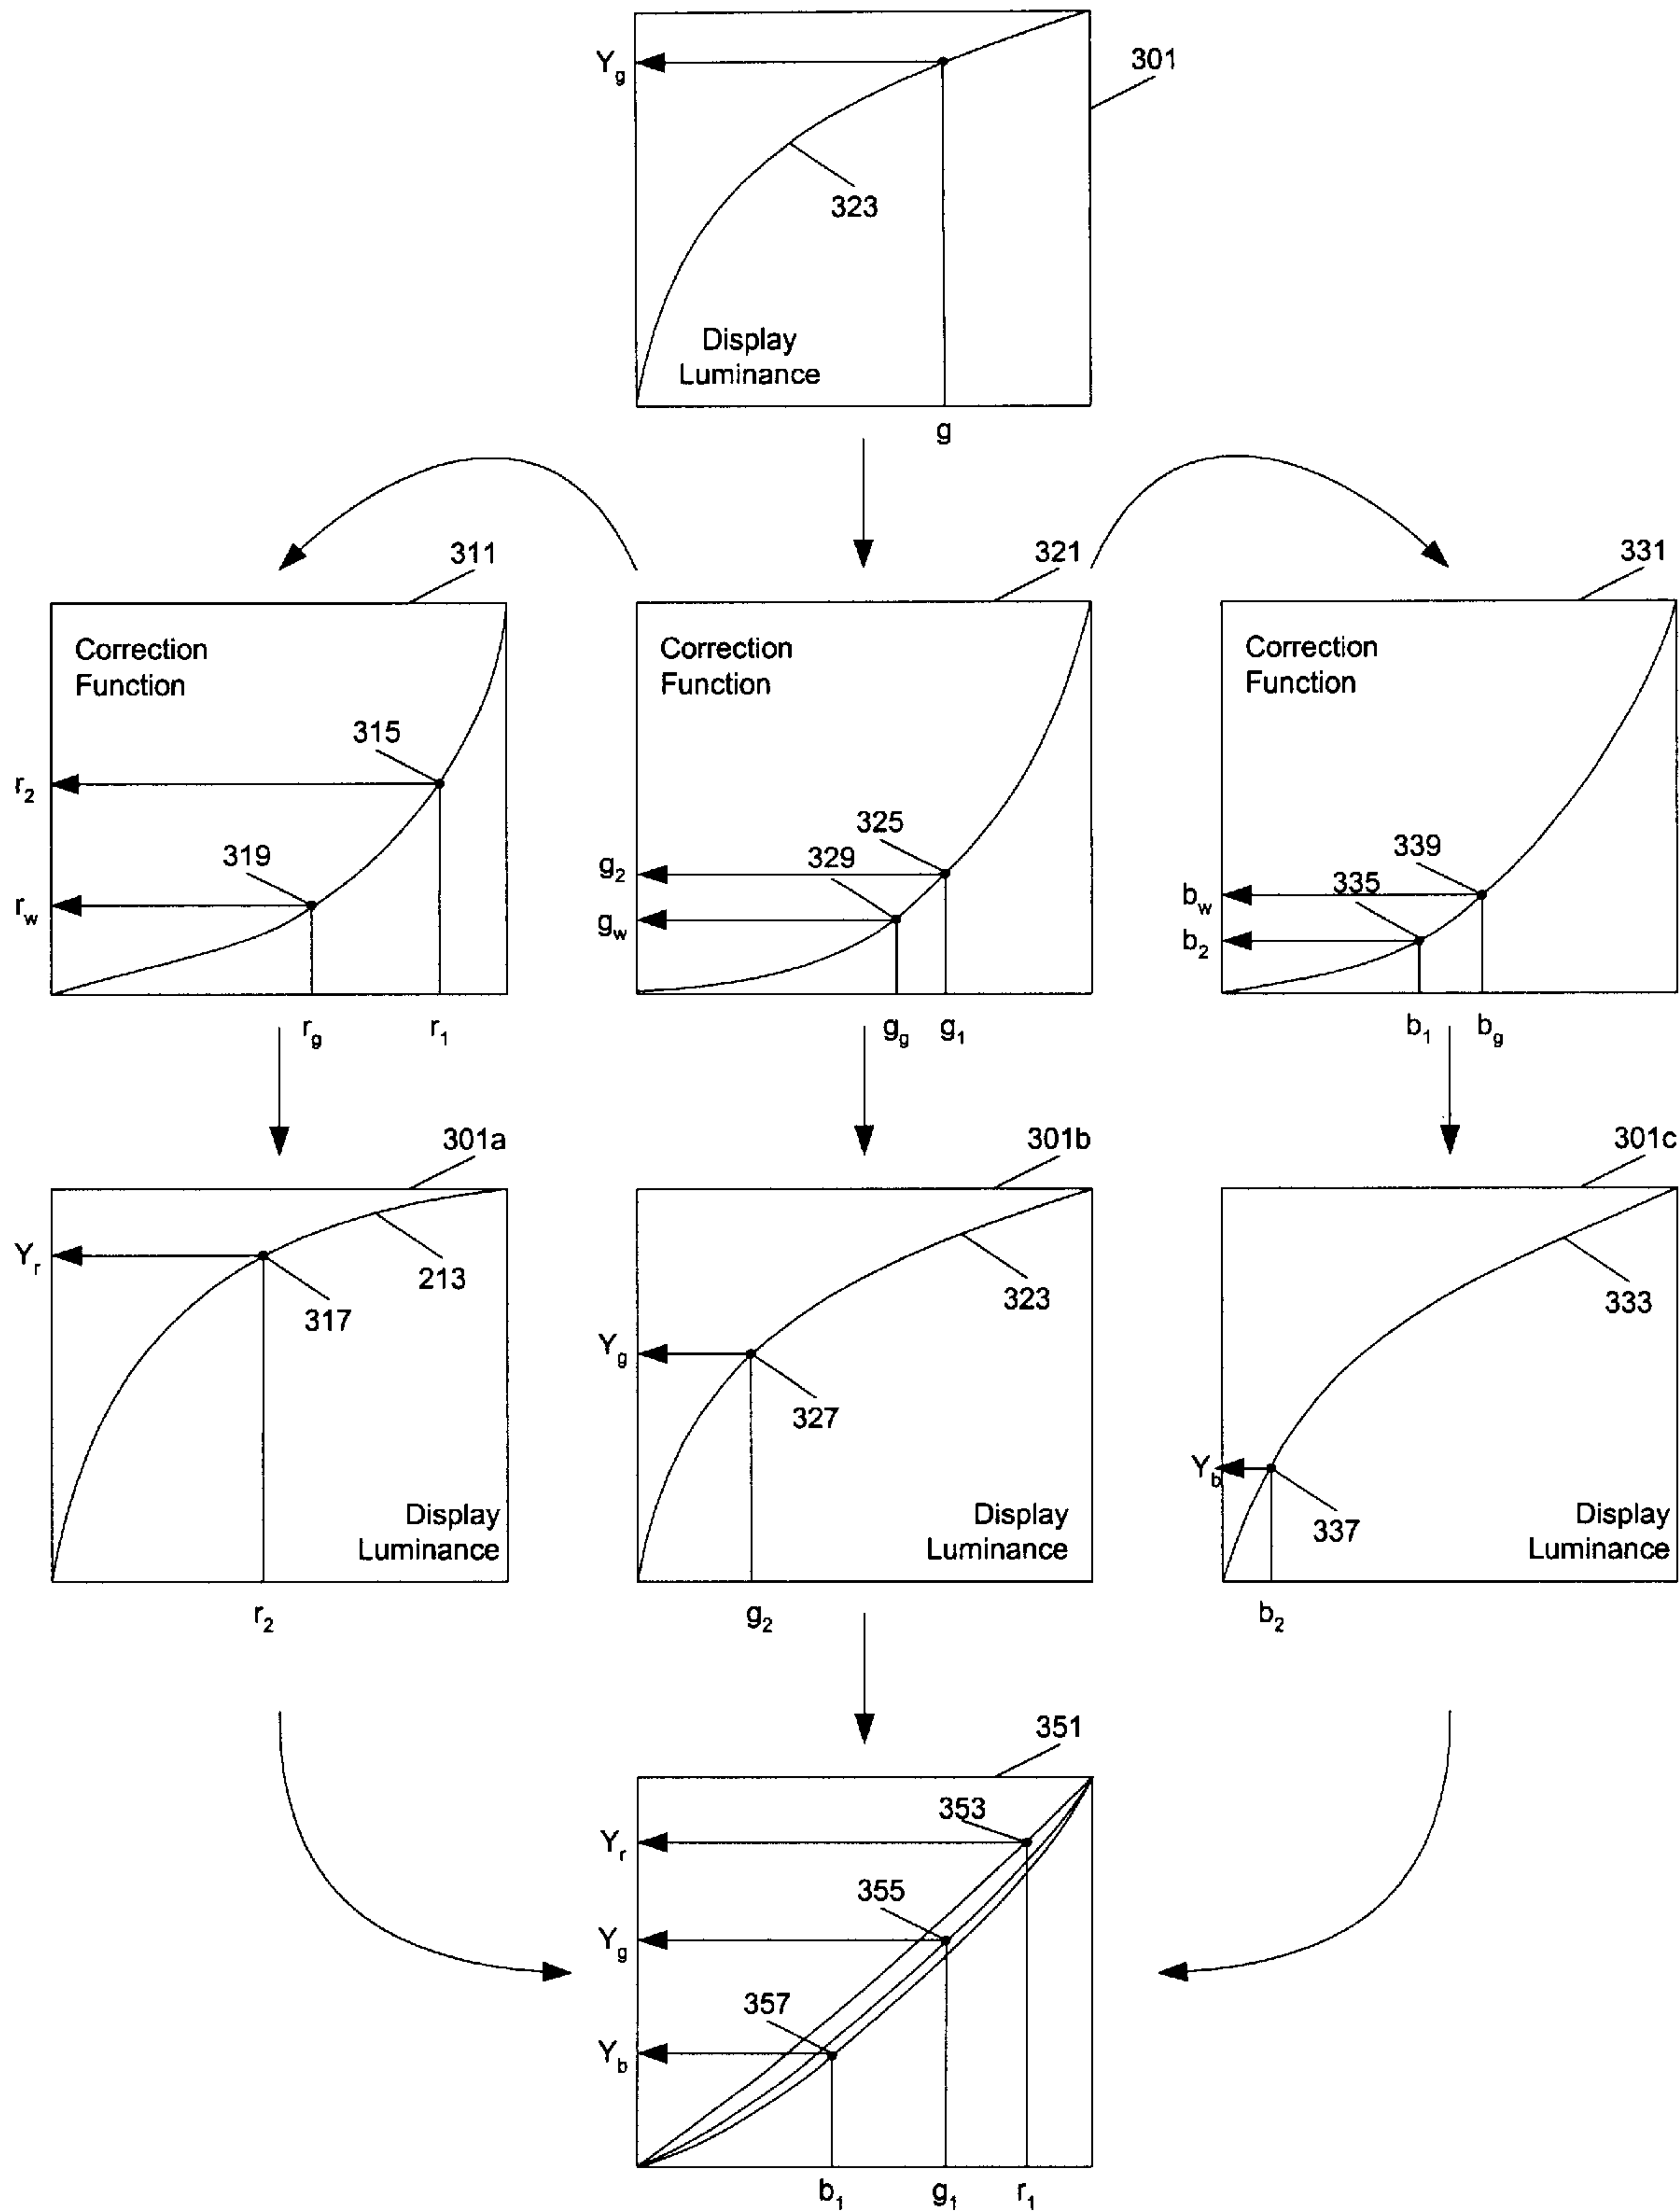 Y_g
301
323
Display
Luminance
g
311
321
331
Correction
Function
Correction
Function
Correction
Function
315
r_2
319
r_w
325
329
g_2
g_w
339
335
b_w
b_2
r_g r_1
g_g g_1
b_1 b_g
301a
301b
301c
Y_r
213
317
Display
Luminance
r_2
323
Y_g
327
Display
Luminance
g_2
333
Y_b
337
Display
Luminance
b_2
351
353
Y_r
355
Y_g
357
Y_b
b_1 g_1 r_1